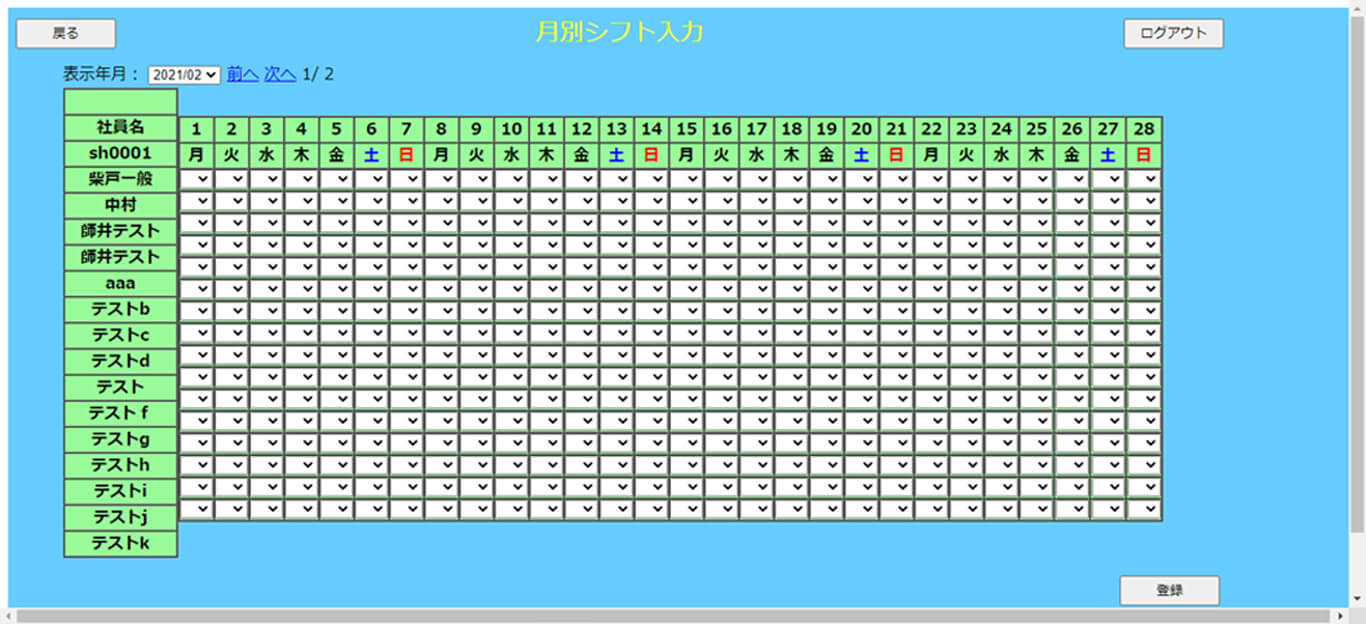 戻る 月別シフト入力 ログアウト
表示年月： 2021/02 前へ 次へ 1/ 2
社員名 1 2 3 4 5 6 7 8 9 10 11 12 13 14 15 16 17 18 19 20 21 22 23 24 25 26 27 28
sh0001 月 火 水 木 金 土 日 月 火 水 木 金 土 日 月 火 水 木 金 土 日 月 火 水 木 金 土 日
柴戸一般
中村
師井テスト
師井テスト
aaa
テストb
テストc
テストd
テスト
テストｆ
テストg
テストh
テストi
テストj
テストk
登録